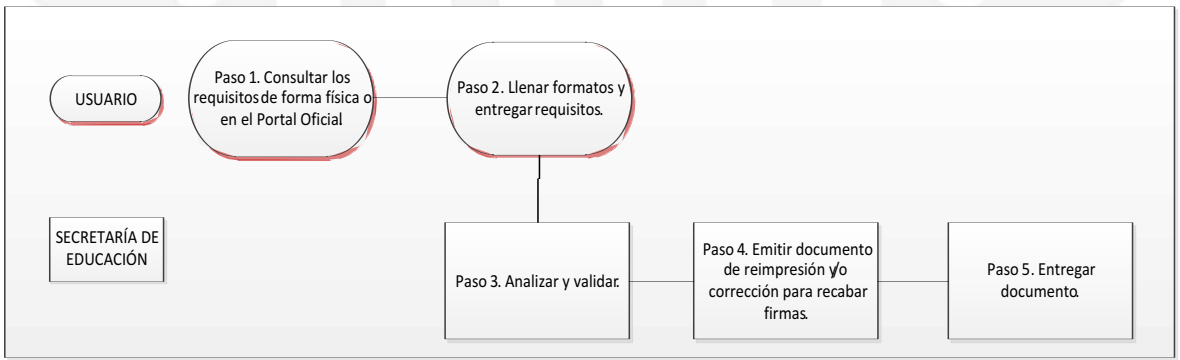 USUARIO
Paso 1. Consultar los
requisitos de forma física o
en el Portal Oficial
Paso 2. Llenar formatos y
entregar requisitos.
SECRETARÍA DE
EDUCACIÓN
Paso 3. Analizar y validar.
Paso 4. Emitir documento
de reimpresión y/o
corrección para recabar
firmas.
Paso 5. Entregar
documento.